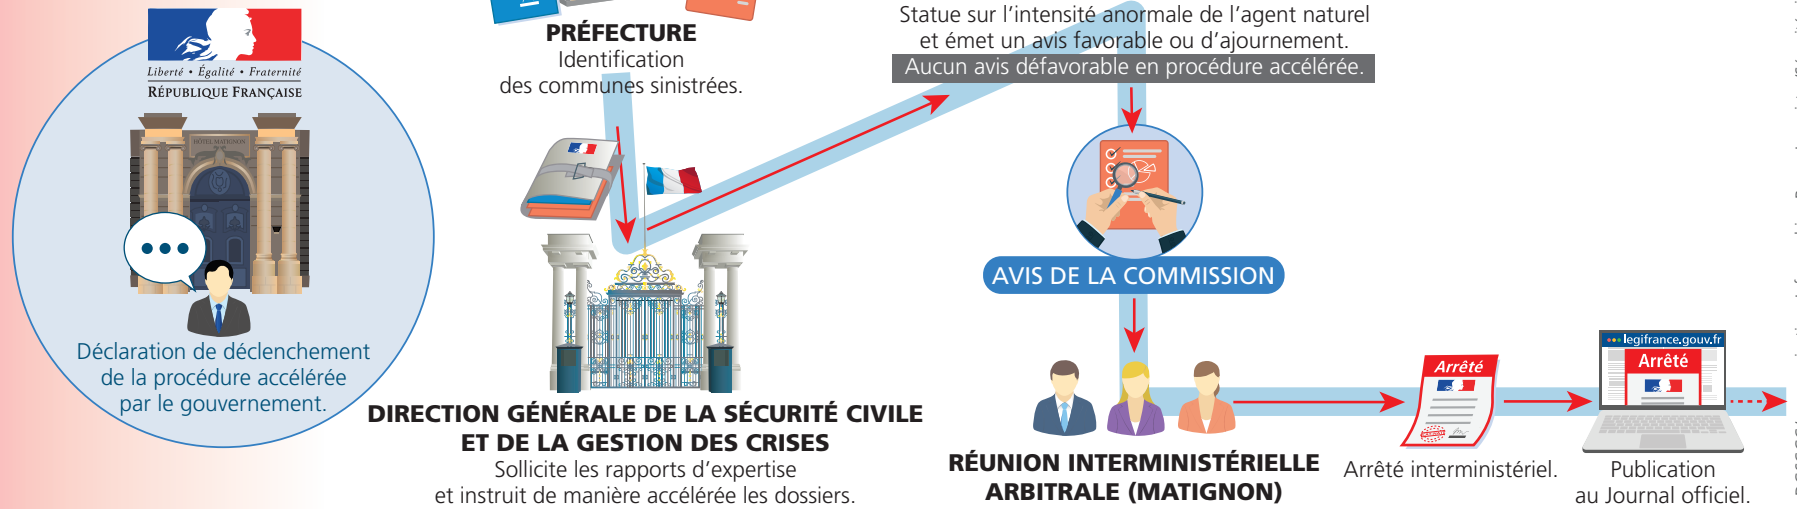 Liberté • Égalité • Fraternité
RÉPUBLIQUE FRANÇAISE
HÔTEL MATIGNON
Déclaration de déclenchement
de la procédure accélérée
par le gouvernement.
PRÉFECTURE
Identification
des communes sinistrées.
DIRECTION GÉNÉRALE DE LA SÉCURITÉ CIVILE
ET DE LA GESTION DES CRISES
Sollicite les rapports d’expertise
et instruit de manière accélérée les dossiers.
Statue sur l’intensité anormale de l’agent naturel
et émet un avis favorable ou d’ajournement.
Aucun avis défavorable en procédure accélérée.
AVIS DE LA COMMISSION
RÉUNION INTERMINISTÉRIELLE
ARBITRALE (MATIGNON)
Arrêté
Arrêté interministériel.
legifrance.gouv.fr
Arrêté
Publication
au Journal officiel.